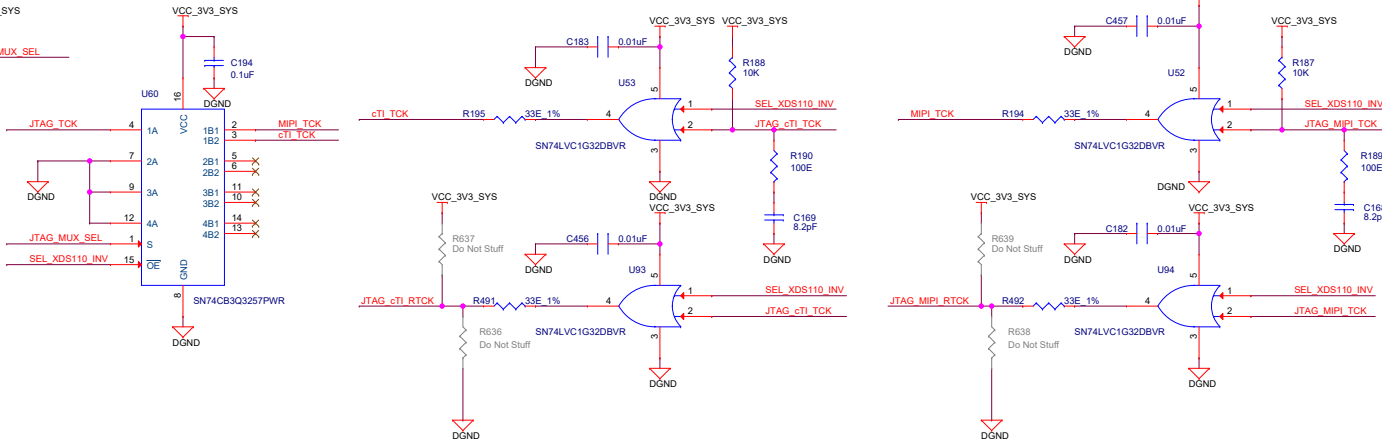 _SYS
MUX_SEL
VCC_3V3_SYS
C194
0.1uF
DGND
U60
16
VCC
JTAG_TCK
4
1A
1B1
2
MIPI_TCK
1B2
3
cTI_TCK
7
2A
2B1
5
2B2
6
DGND
9
3A
3B1
11
3B2
10
12
4A
4B1
14
4B2
13
JTAG_MUX_SEL
1
S
SEL_XDS110_INV
15
OE
GND
8
SN74CB3Q3257PWR
DGND
VCC_3V3_SYS
VCC_3V3_SYS
C183
0.01uF
DGND
R188
10K
U53
5
cTI_TCK
R195
33E_1%
4
1
SEL_XDS110_INV
2
JTAG_cTI_TCK
SN74LVC1G32DBVR
3
R190
100E
DGND
C169
8.2pF
DGND
VCC_3V3_SYS
R637
Do Not Stuff
VCC_3V3_SYS
C456
0.01uF
DGND
U93
5
JTAG_cTI_RTCK
R491
33E_1%
4
1
SEL_XDS110_INV
2
JTAG_cTI_TCK
SN74LVC1G32DBVR
3
R636
Do Not Stuff
DGND
DGND
C457
0.01uF
DGND
VCC_3V3_SYS
R187
10K
U52
5
MIPI_TCK
R194
33E_1%
4
1
SEL_XDS110_INV
2
JTAG_MIPI_TCK
SN74LVC1G32DBVR
3
R189
100E
DGND
C168
8.2p
DGND
VCC_3V3_SYS
R639
Do Not Stuff
VCC_3V3_SYS
C182
0.01uF
DGND
U94
5
JTAG_MIPI_RTCK
R492
33E_1%
4
1
SEL_XDS110_INV
2
JTAG_MIPI_TCK
SN74LVC1G32DBVR
3
R638
Do Not Stuff
DGND
DGND